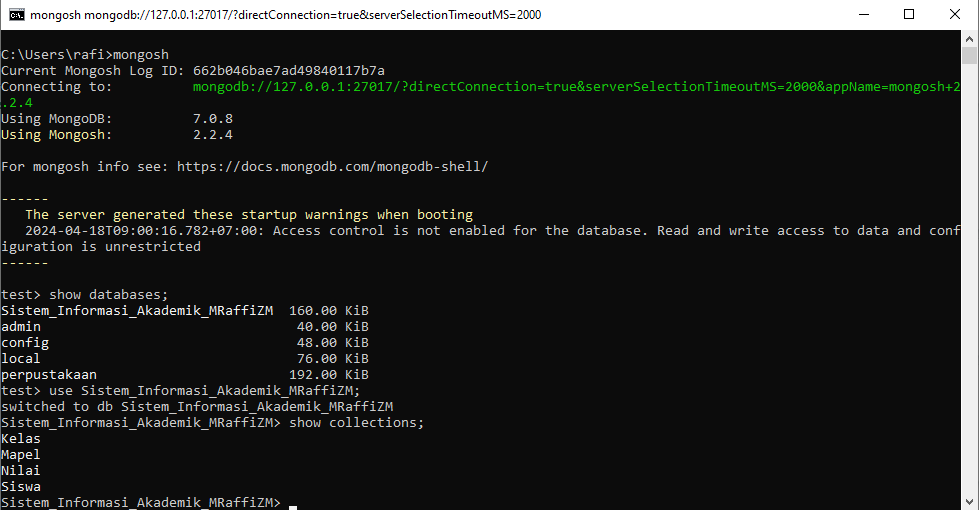 mongosh mongodb://127.0.0.1:27017/?directConnection=true&serverSelectionTimeoutMS=2000
C:\Users\rafi>mongosh
Current Mongosh Log ID: 662b046bae7ad49840117b7a
Connecting to:          mongodb://127.0.0.1:27017/?directConnection=true&serverSelectionTimeoutMS=2000&appName=mongosh+2
.2.4
Using MongoDB:          7.0.8
Using Mongosh:          2.2.4
For mongosh info see: https://docs.mongodb.com/mongodb-shell/
------
   The server generated these startup warnings when booting
   2024-04-18T09:00:16.782+07:00: Access control is not enabled for the database. Read and write access to data and conf
iguration is unrestricted
------
test> show databases;
Sistem_Informasi_Akademik_MRaffiZM  160.00 KiB
admin                                40.00 KiB
config                               48.00 KiB
local                                76.00 KiB
perpustakaan                        192.00 KiB
test> use Sistem_Informasi_Akademik_MRaffiZM;
switched to db Sistem_Informasi_Akademik_MRaffiZM
Sistem_Informasi_Akademik_MRaffiZM> show collections;
Kelas
Mapel
Nilai
Siswa
Sistem_Informasi_Akademik_MRaffiZM>